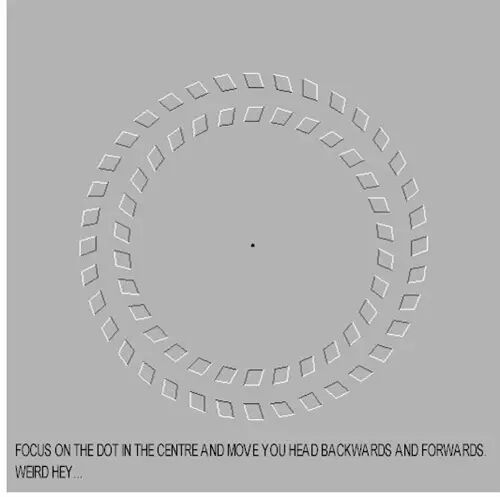 FOCUS ON THE DOT IN THE CENTRE AND MOVE YOU HEAD BACKWARDS AND FORWARDS.
WEIRD HEY...